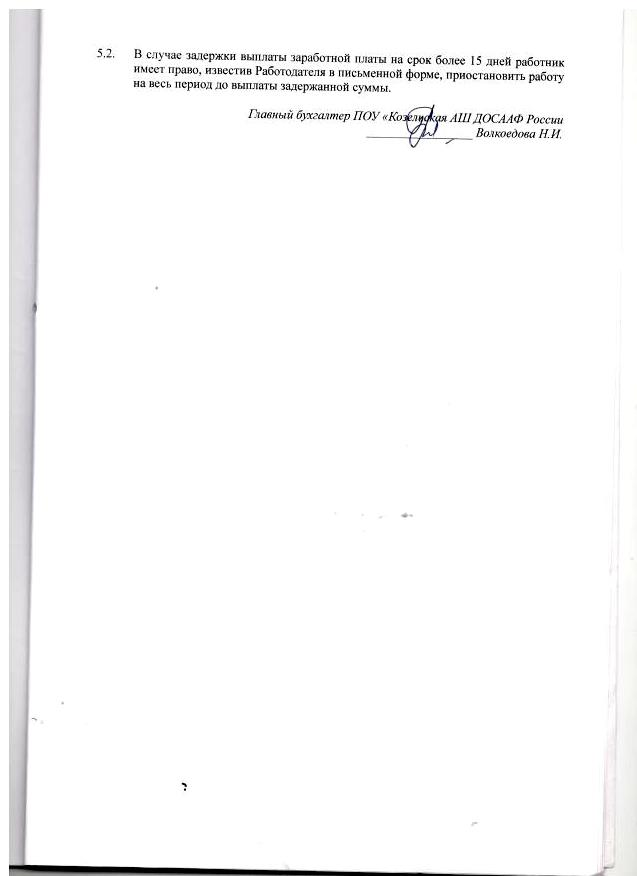 5.2. В случае задержки выплаты заработной платы на срок более 15 дней работник
имеет право, известив Работодателя в письменной форме, приостановить работу
на весь период до выплаты задержанной суммы.
Главный бухгалтер ПОУ «Козельская АШ ДОСААФ России
Волкоедова Н.И.